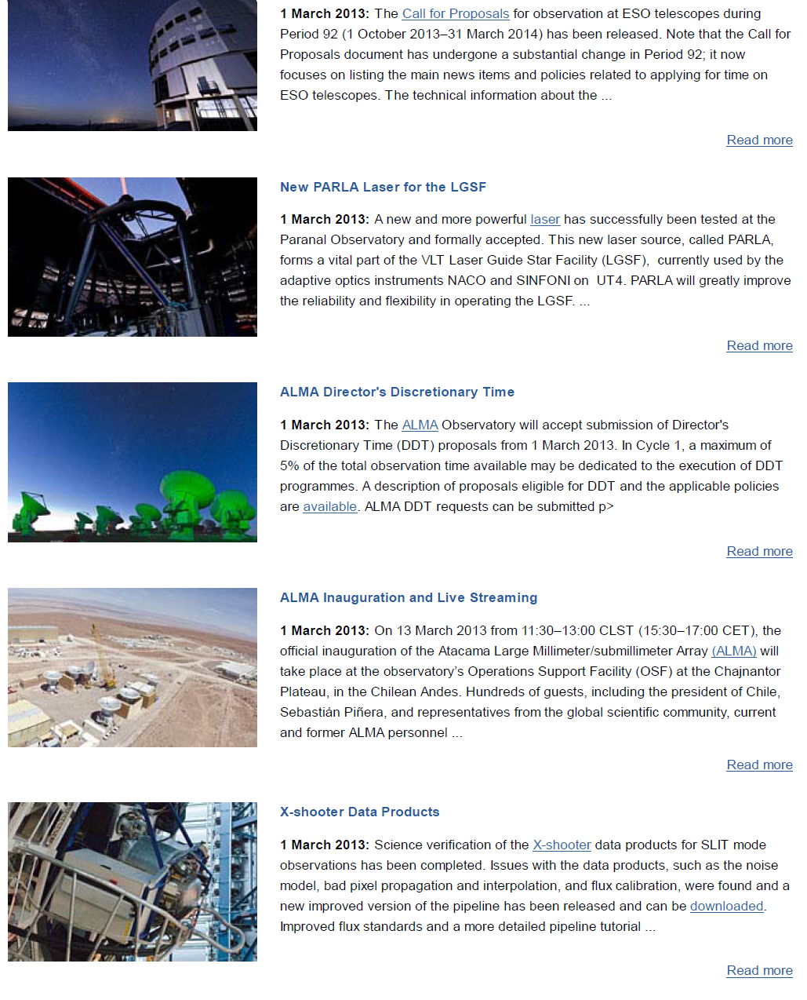 1 March 2013: The Call for Proposals for observation at ESO telescopes during
Period 92 (1 October 2013–31 March 2014) has been released. Note that the Call for
Proposals document has undergone a substantial change in Period 92; it now
focuses on listing the main news items and policies related to applying for time on
ESO telescopes. The technical information about the ...
Read more
New PARLA Laser for the LGSF
1 March 2013: A new and more powerful laser has successfully been tested at the
Paranal Observatory and formally accepted. This new laser source, called PARLA,
forms a vital part of the VLT Laser Guide Star Facility (LGSF),  currently used by the
adaptive optics instruments NACO and SINFONI on  UT4. PARLA will greatly improve
the reliability and flexibility in operating the LGSF. ...
Read more
ALMA Director's Discretionary Time
1 March 2013: The ALMA Observatory will accept submission of Director's
Discretionary Time (DDT) proposals from 1 March 2013. In Cycle 1, a maximum of
5% of the total observation time available may be dedicated to the execution of DDT
programmes. A description of proposals eligible for DDT and the applicable policies
are available. ALMA DDT requests can be submitted p>
Read more
ALMA Inauguration and Live Streaming
1 March 2013: On 13 March 2013 from 11:30–13:00 CLST (15:30–17:00 CET), the
official inauguration of the Atacama Large Millimeter/submillimeter Array (ALMA) will
take place at the observatory’s Operations Support Facility (OSF) at the Chajnantor
Plateau, in the Chilean Andes. Hundreds of guests, including the president of Chile,
Sebastián Piñera, and representatives from the global scientific community, current
and former ALMA personnel ...
Read more
X-shooter Data Products
1 March 2013: Science verification of the X-shooter data products for SLIT mode
observations has been completed. Issues with the data products, such as the noise
model, bad pixel propagation and interpolation, and flux calibration, were found and a
new improved version of the pipeline has been released and can be downloaded.
Improved flux standards and a more detailed pipeline tutorial ...
Read more